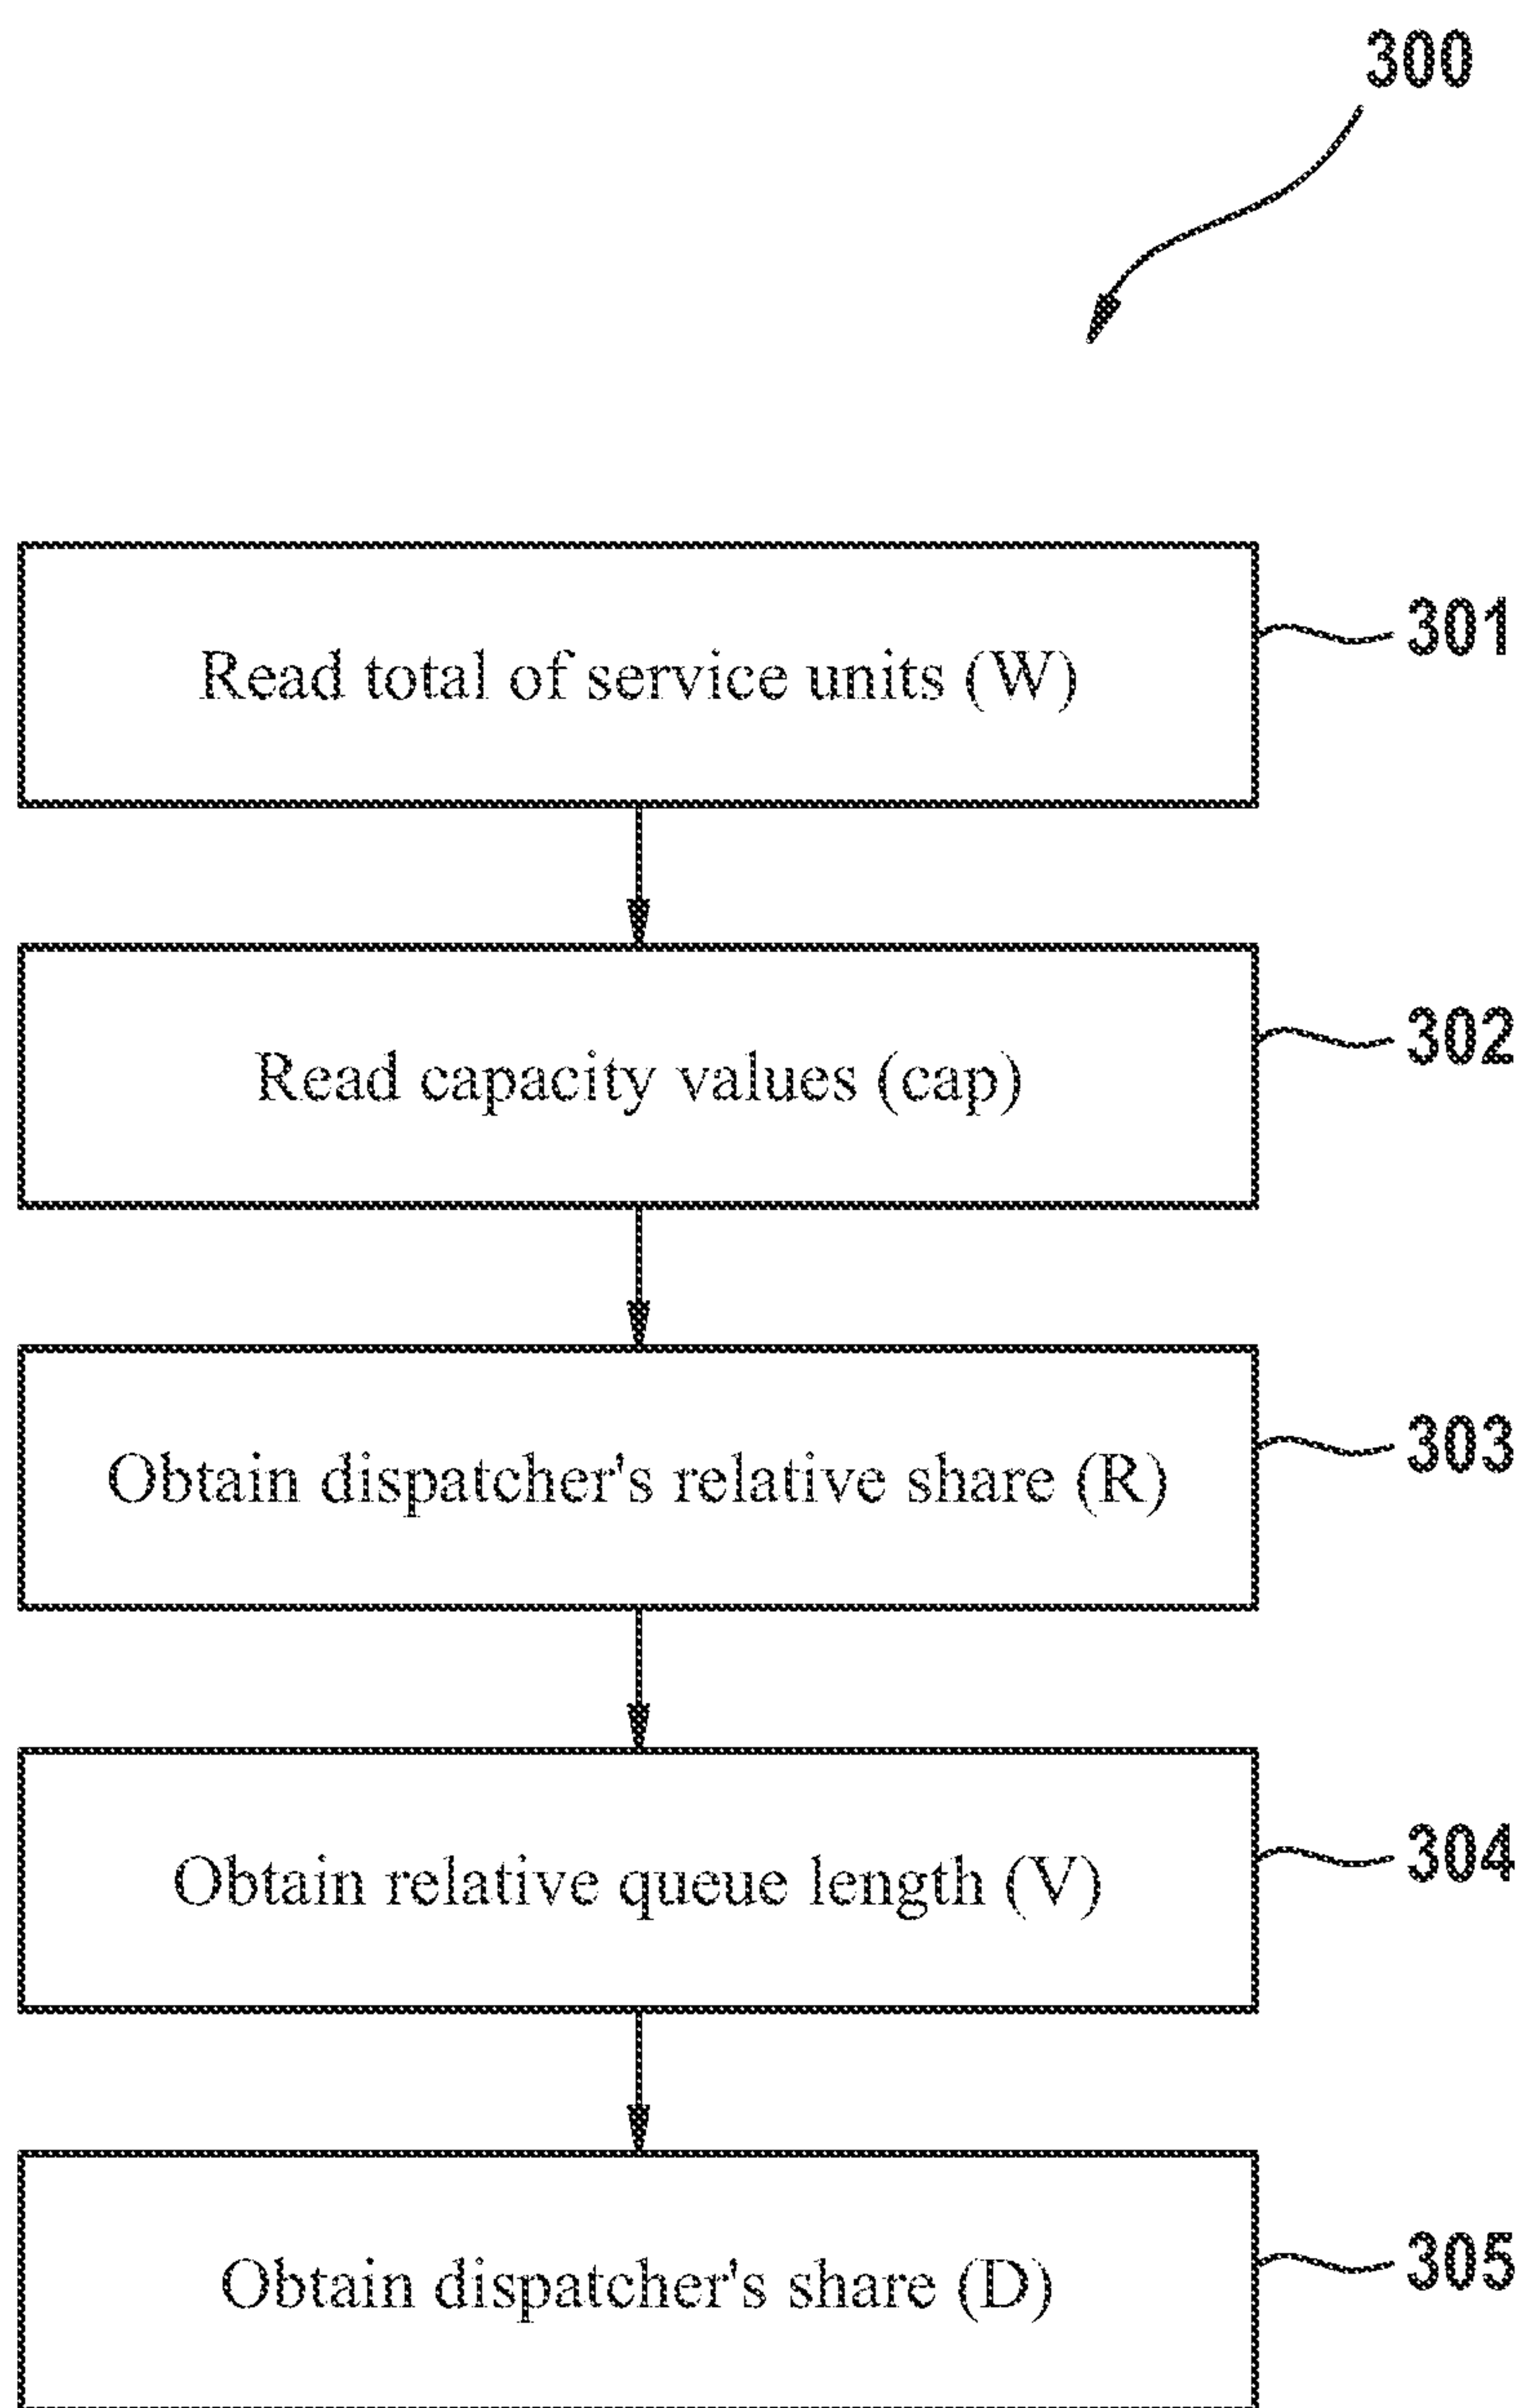 300
Read total of service units (W)
301
Read capacity values (cap)
302
Obtain dispatcher's relative share (R)
303
Obtain relative queue length (V)
304
Obtain dispatcher's share (D)
305